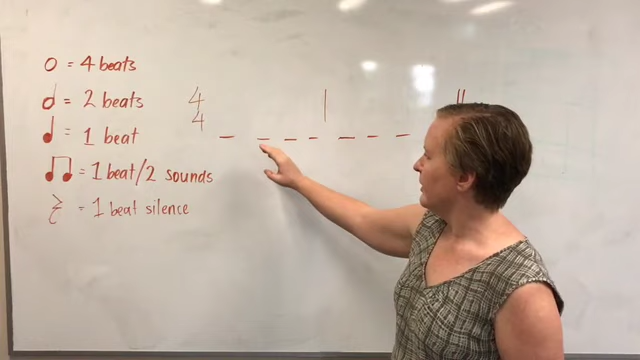 = 4 beats
= 2 beats
= 1 beat
= 1 beat/2 sounds
= 1 beat silence
4
4